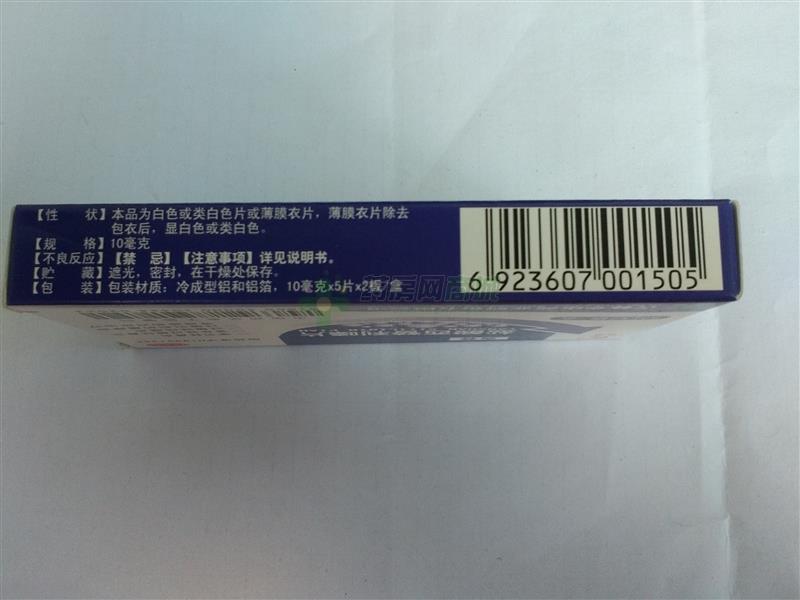 【性 状】本品为白色或类白色片或薄膜衣片，薄膜衣片除去
包衣后，显白色或类白色。
【规 格】10毫克
【不良反应】【禁 忌】【注意事项】详见说明书。
【贮 藏】遮光，密封，在干燥处保存。
【包 装】包装材质：冷成型铝和铝箔，10毫克x5片x2板/盒
6 923607 001505
药房网商城